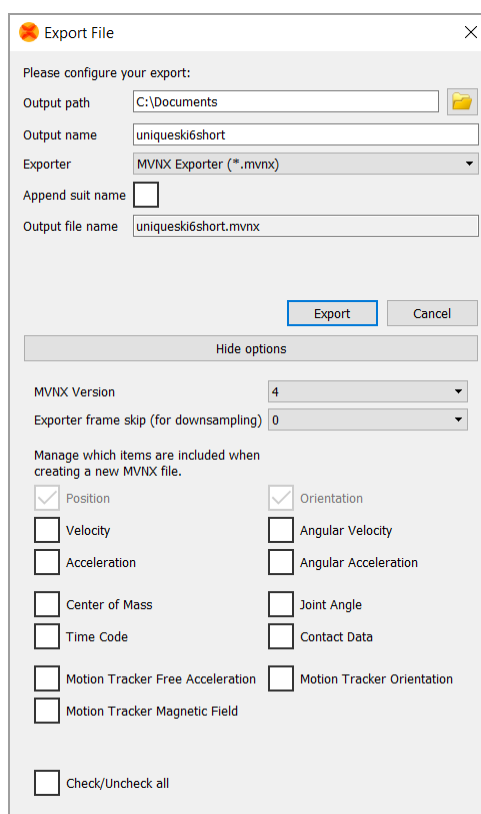 Export File
Please configure your export:
Output path C:\Documents
Output name uniqueski6short
Exporter MVNX Exporter (*.mvnx)
Append suit name
Output file name uniqueski6short.mvnx
Export Cancel
Hide options
MVNX Version 4
Exporter frame skip (for downsampling) 0
Manage which items are included when
creating a new MVNX file.
Position Orientation
Velocity Angular Velocity
Acceleration Angular Acceleration
Center of Mass Joint Angle
Time Code Contact Data
Motion Tracker Free Acceleration Motion Tracker Orientation
Motion Tracker Magnetic Field
Check/Uncheck all